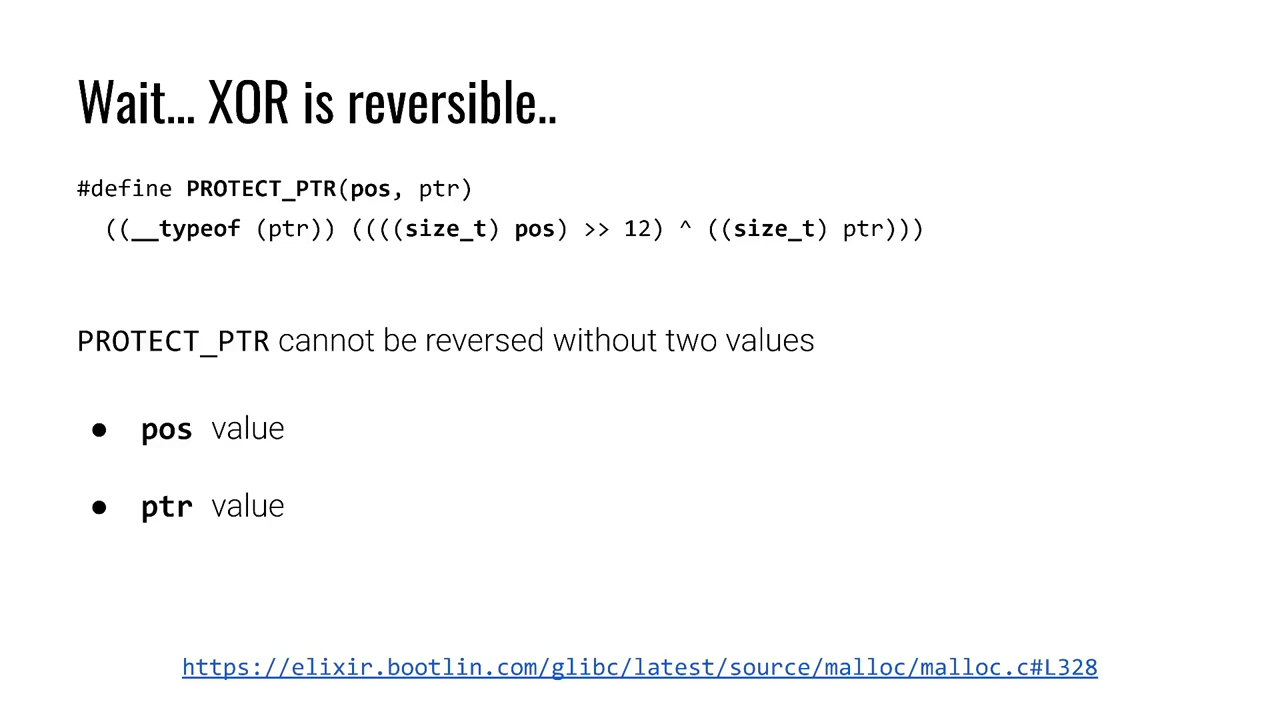 Wait... XOR is reversible..
#define PROTECT_PTR(pos, ptr)
((__typeof (ptr)) ((((size_t) pos) >> 12) ^ ((size_t) ptr)))
PROTECT_PTR cannot be reversed without two values
● pos value
● ptr value
https://elixir.bootlin.com/glibc/latest/source/malloc/malloc.c#L328